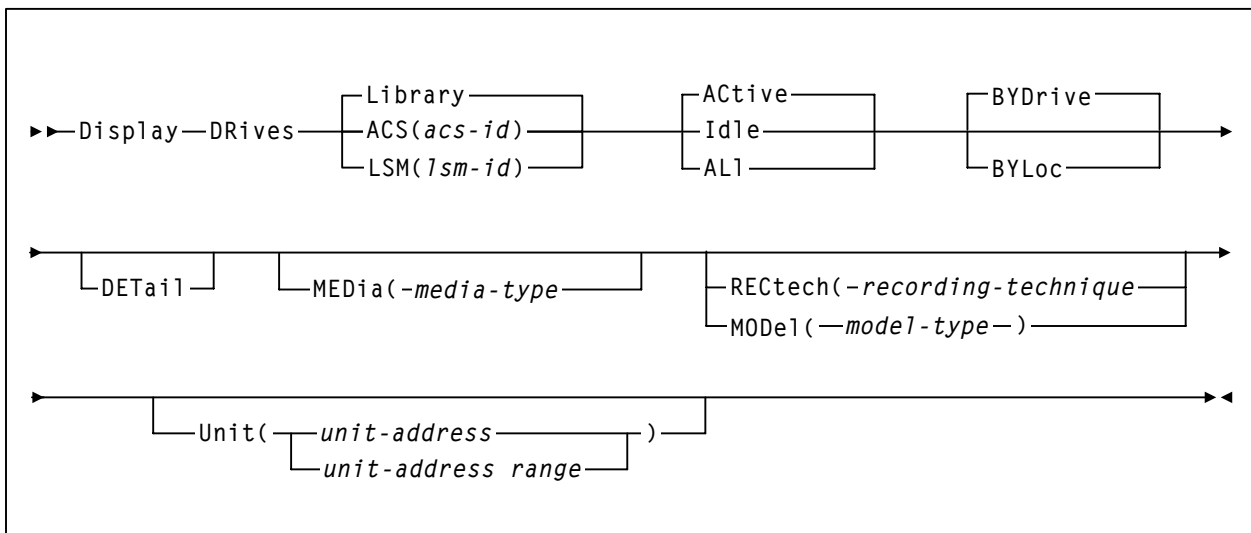 Library ACtive BYDrive
Display DRives ACS(acs-id) Idle
LSM(lsm-id) ALl BYLoc
DETail MEDia(media-type RECtech(recording-technique
MODel(model-type)
Unit( unit-address )
unit-address range